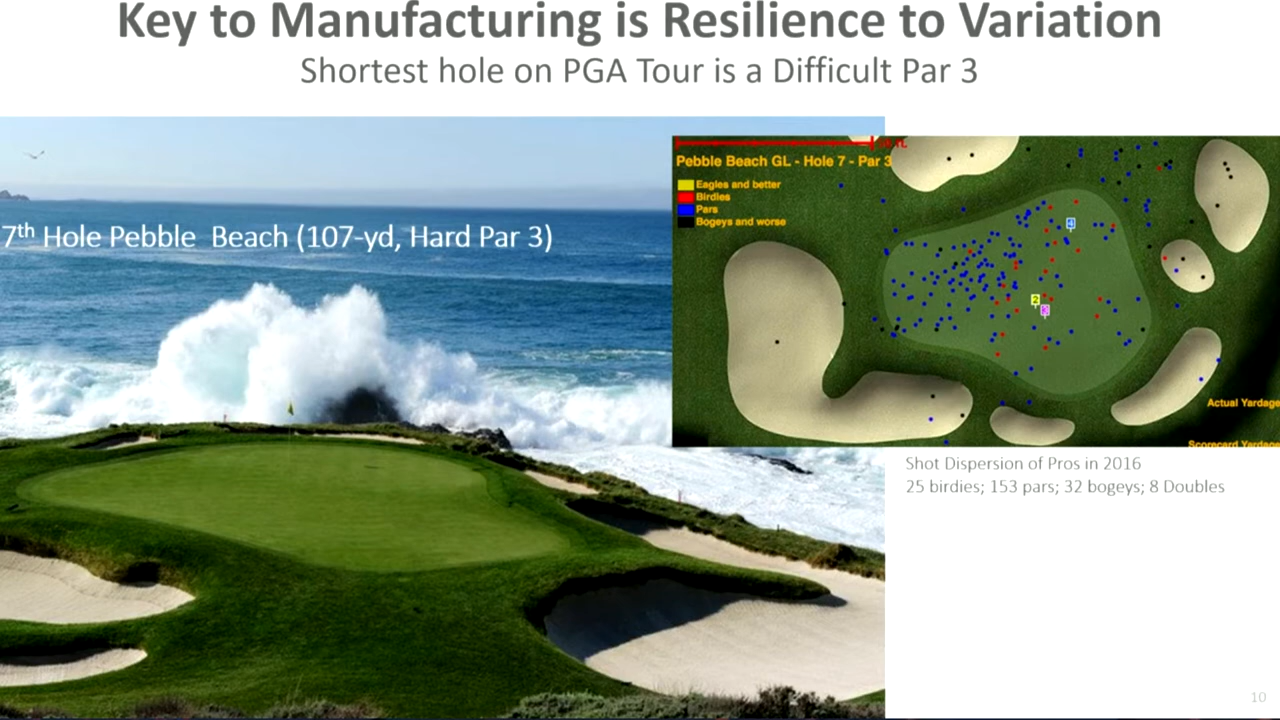 Key to Manufacturing is Resilience to Variation
Shortest hole on PGA Tour is a Difficult Par 3
7th Hole Pebble Beach (107-yd, Hard Par 3)
Pebble Beach GL - Hole 7 - Par 3
Eagles and better
Birdies
Pars
Bogeys and worse
4
2
3
Actual Yardage
Scorecard Yardage
Shot Dispersion of Pros in 2016
25 birdies; 153 pars; 32 bogeys; 8 Doubles
10